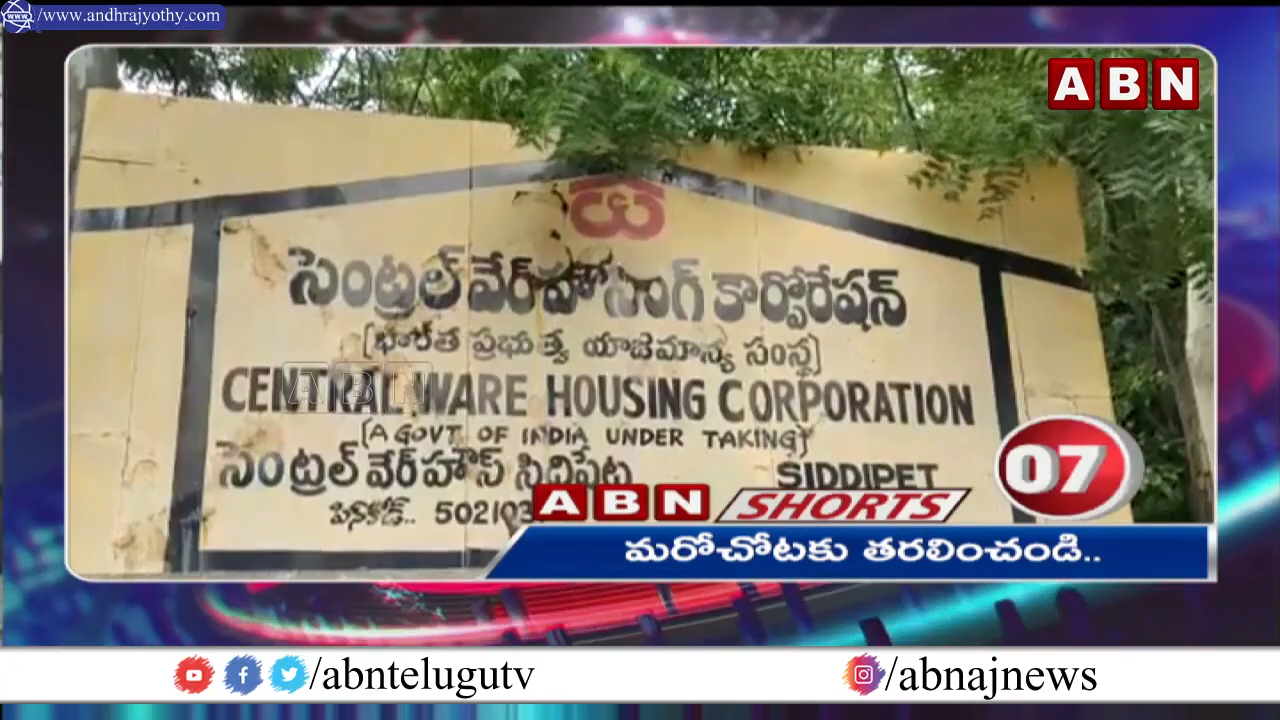 www.andhrajyothy.com
ABN
సెంట్రల్ వేర్‌హౌసింగ్ కార్పోరేషన్
(భారత ప్రభుత్వ యాజమాన్య సంస్థ)
ABN
CENTRAL WARE HOUSING CORPORATION
(A GOVT. OF INDIA UNDER TAKING)
సెంట్రల్ వేర్‌హౌస్ సిదిపేట SIDDIPET
పిన్‌కోడ్..
07
ABN SHORTS
మరోచోటకు తరలించండి..
/abntelugutv
/abnajnews